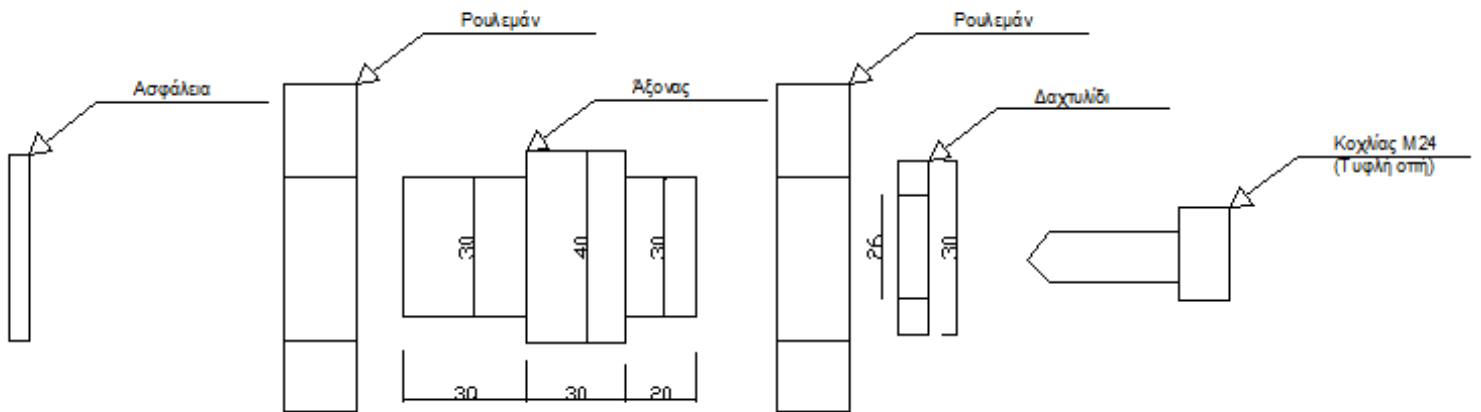 Ρουλεμάν
Ρουλεμάν
Ασφάλεια
Άξονας
Δαχτυλίδι
Κοχλίας Μ24
(Τυφλή οπή)
30
40
30
26
30
30
30
20